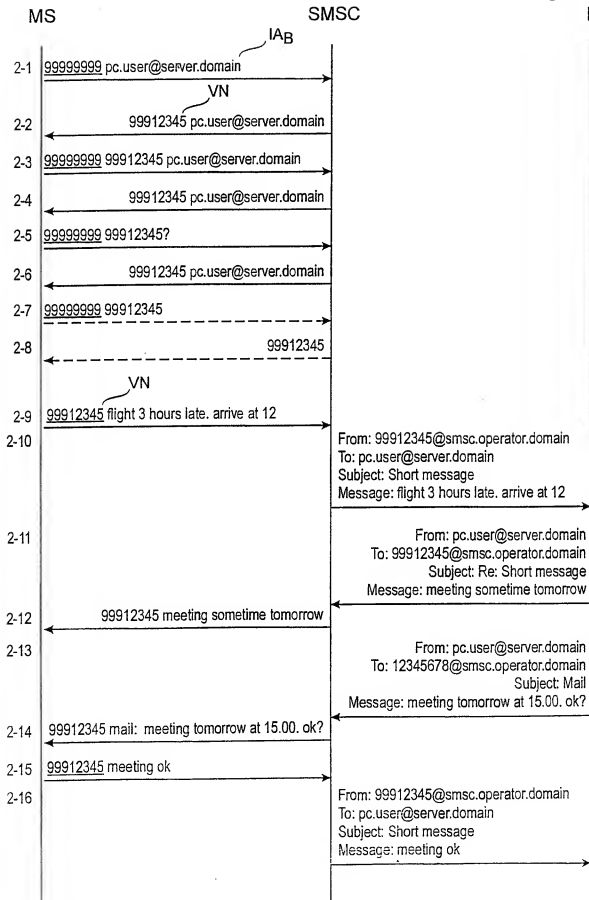 MS SMSC
IAB
2-1 99999999 pc.user@server.domain
VN
2-2 99912345 pc.user@server.domain
2-3 99999999 99912345 pc.user@server.domain
2-4 99912345 pc.user@server.domain
2-5 99999999 99912345?
2-6 99912345 pc.user@server.domain
2-7 99999999 99912345
2-8 99912345
VN
2-9 99912345 flight 3 hours late. arrive at 12
2-10 From: 99912345@smsc.operator.domain
To: pc.user@server.domain
Subject: Short message
Message: flight 3 hours late. arrive at 12
2-11 From: pc.user@server.domain
To: 99912345@smsc.operator.domain
Subject: Re: Short message
Message: meeting sometime tomorrow
2-12 99912345 meeting sometime tomorrow
2-13 From: pc.user@server.domain
To: 12345678@smsc.operator.domain
Subject: Mail
Message: meeting tomorrow at 15.00. ok?
2-14 99912345 mail: meeting tomorrow at 15.00. ok?
2-15 99912345 meeting ok
2-16 From: 99912345@smsc.operator.domain
To: pc.user@server.domain
Subject: Short message
Message: meeting ok